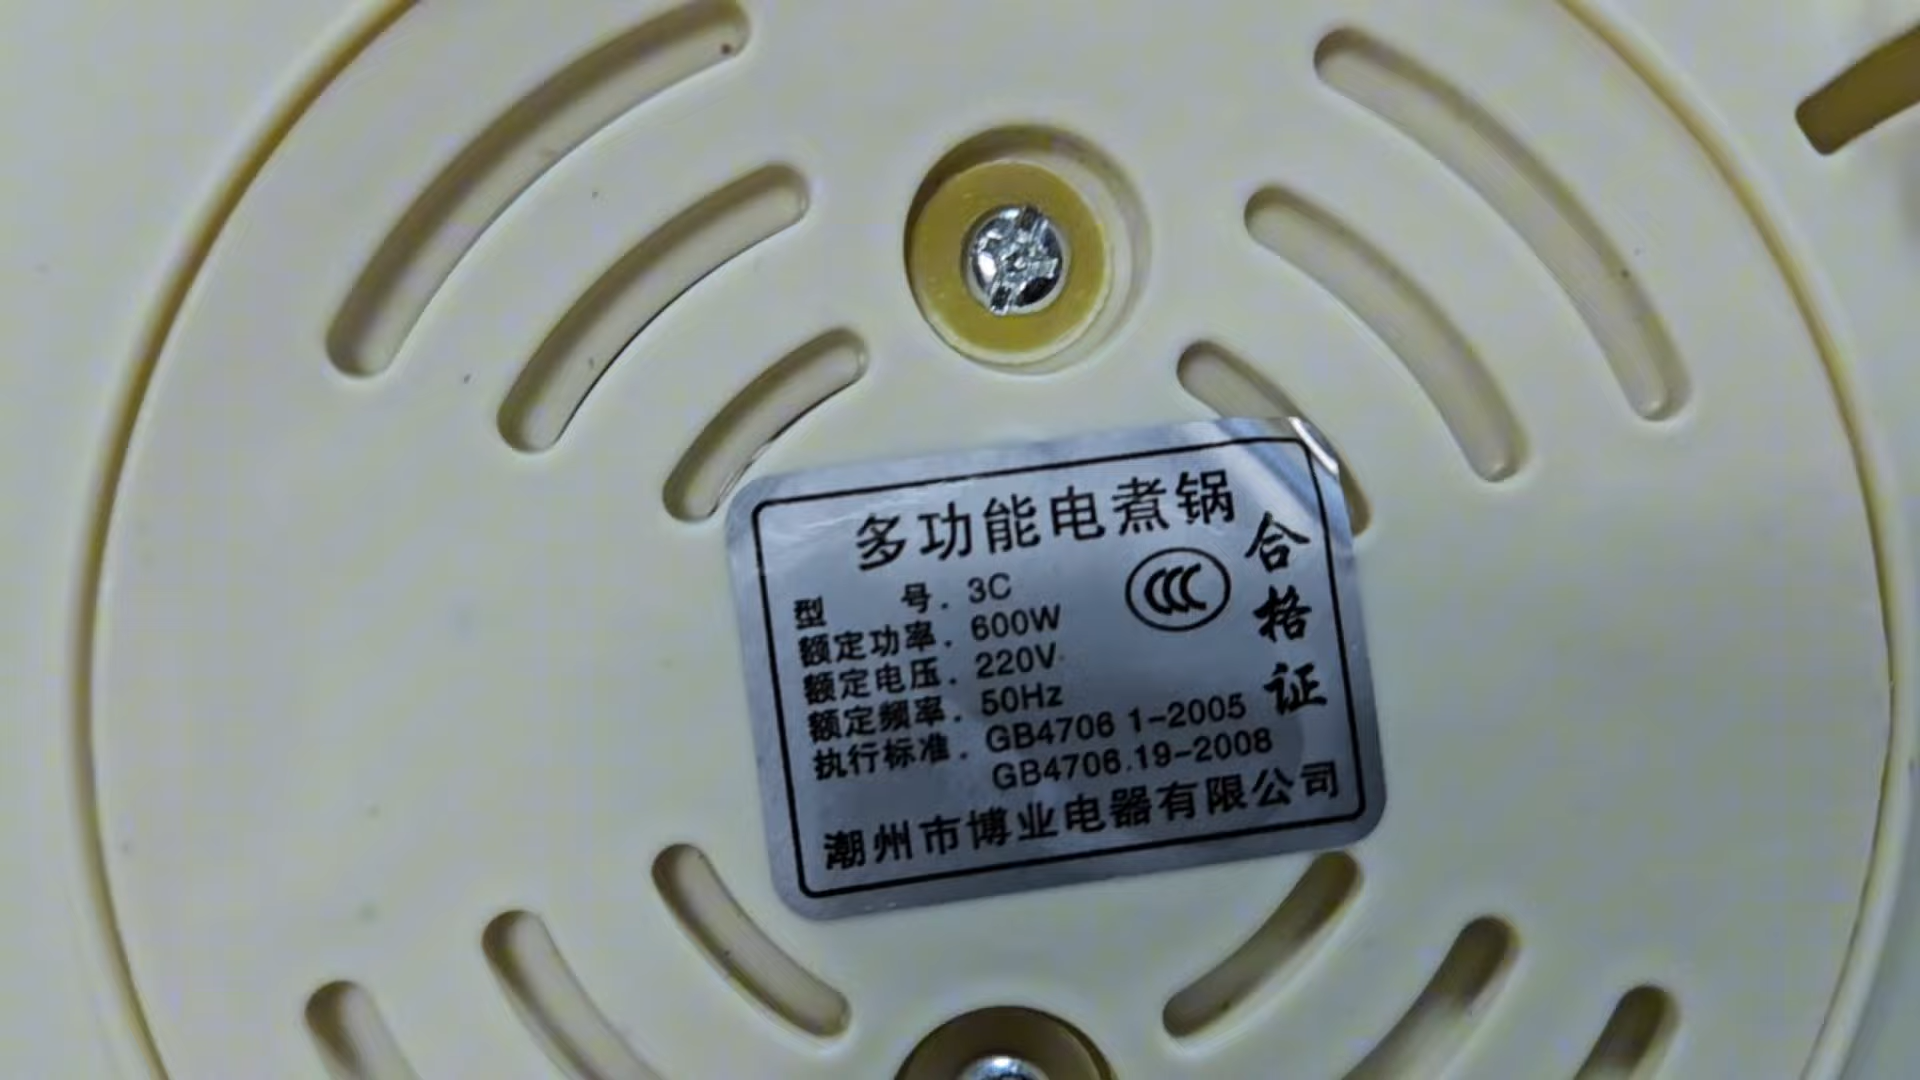 多功能电煮锅
型 号. 3C
额定功率. 600W
额定电压. 220V
额定频率. 50Hz
执行标准. GB4706 1-2005
GB4706.19-2008
潮州市博业电器有限公司
CCC
合格证